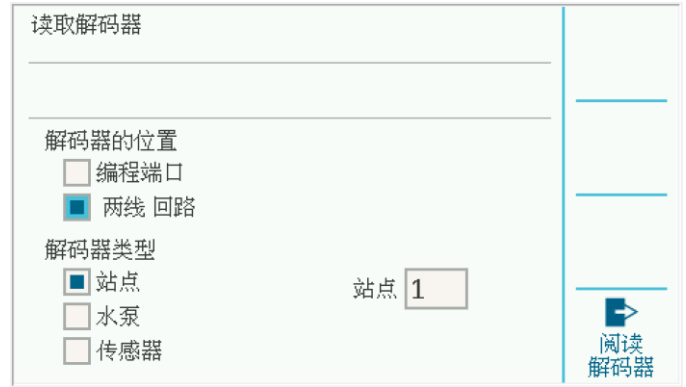 读取解码器
解码器的位置
编程端口
两线 回路
解码器类型
站点
站点 1
水泵
传感器
阅读
解码器